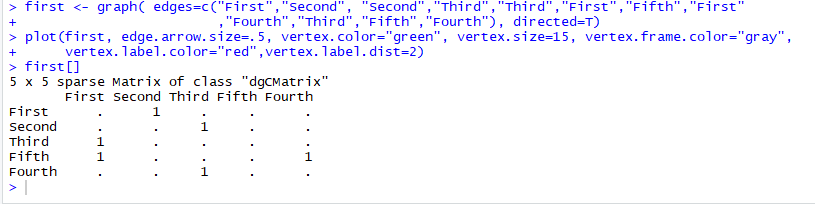 > first <- graph( edges=c("First","Second", "Second","Third","Third","First","Fifth","First"
+ ,"Fourth","Third","Fifth","Fourth"), directed=T)
> plot(first, edge.arrow.size=.5, vertex.color="green", vertex.size=15, vertex.frame.color="gray",
+ vertex.label.color="red",vertex.label.dist=2)
> first[]
5 x 5 sparse Matrix of class "dgCMatrix"
First Second Third Fifth Fourth
First . 1 . . .
Second . . 1 . .
Third 1 . . . .
Fifth 1 . . . 1
Fourth . . 1 . .
>